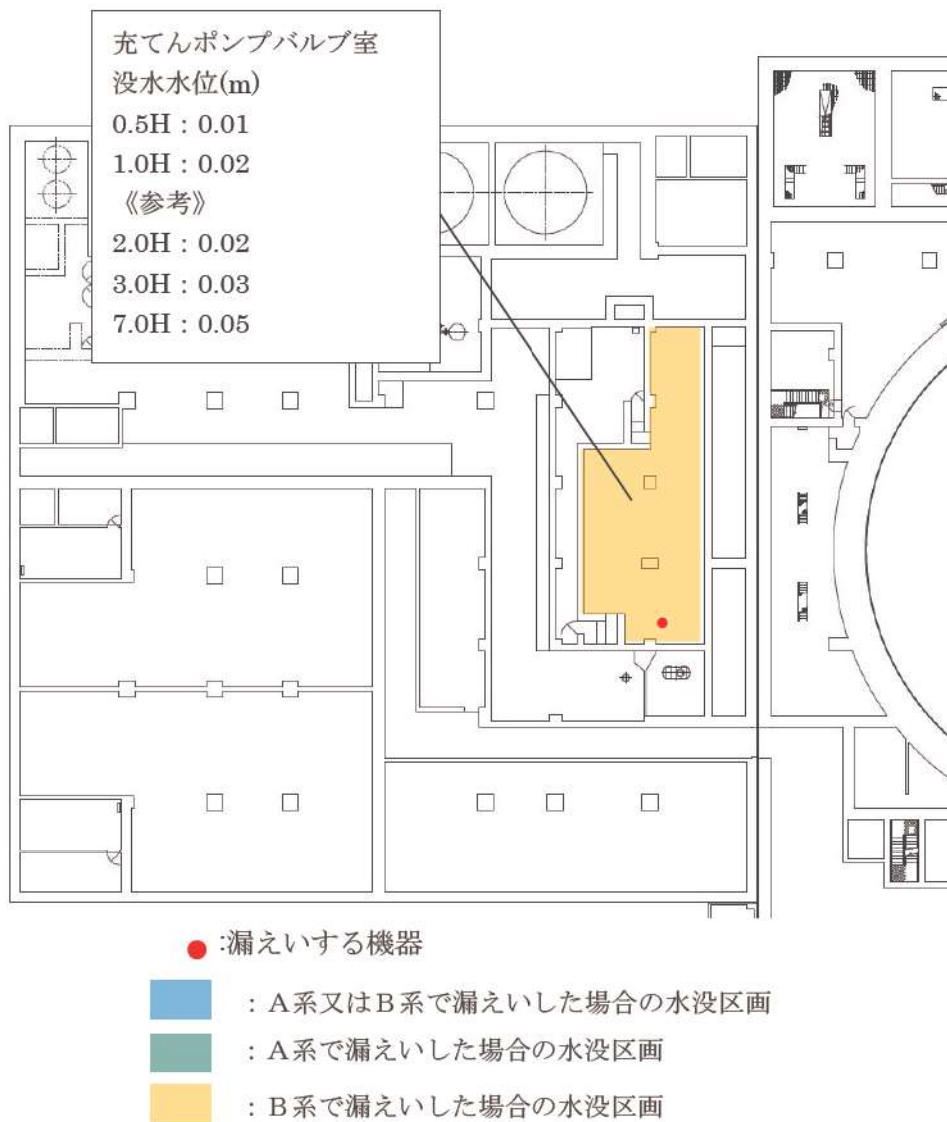 充てんポンプバルブ室
没水水位(m)
0.5H：0.01
1.0H：0.02
《参考》
2.0H：0.02
3.0H：0.03
7.0H：0.05
:漏えいする機器
：A系又はB系で漏えいした場合の水没区画
：A系で漏えいした場合の水没区画
：B系で漏えいした場合の水没区画